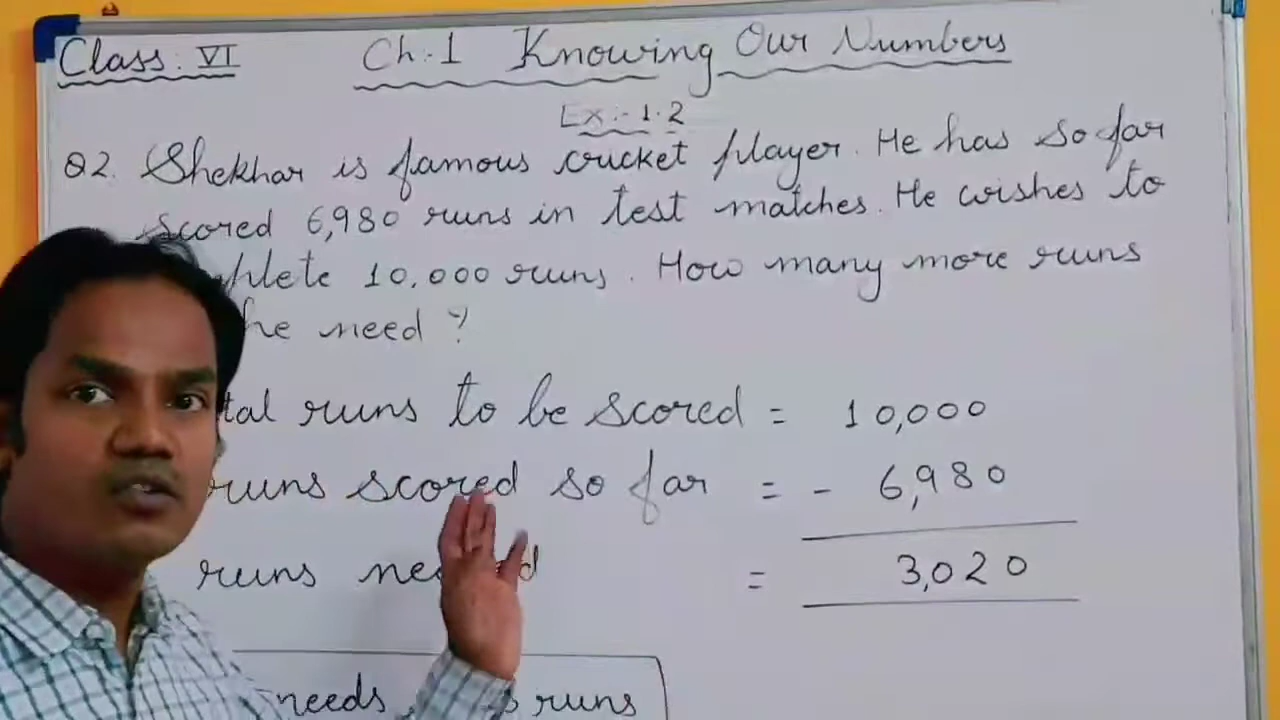 Class: VI Ch:-1 Knowing Our Numbers
Ex:- 1.2
Q2. Shekhar is famous cricket player. He has so far
scored 6,980 runs in test matches. He wishes to
10,000 runs. How many more runs
he need?
runs to be scored = 10,000
runs scored so far = - 6,980
runs = 3,020
needs runs